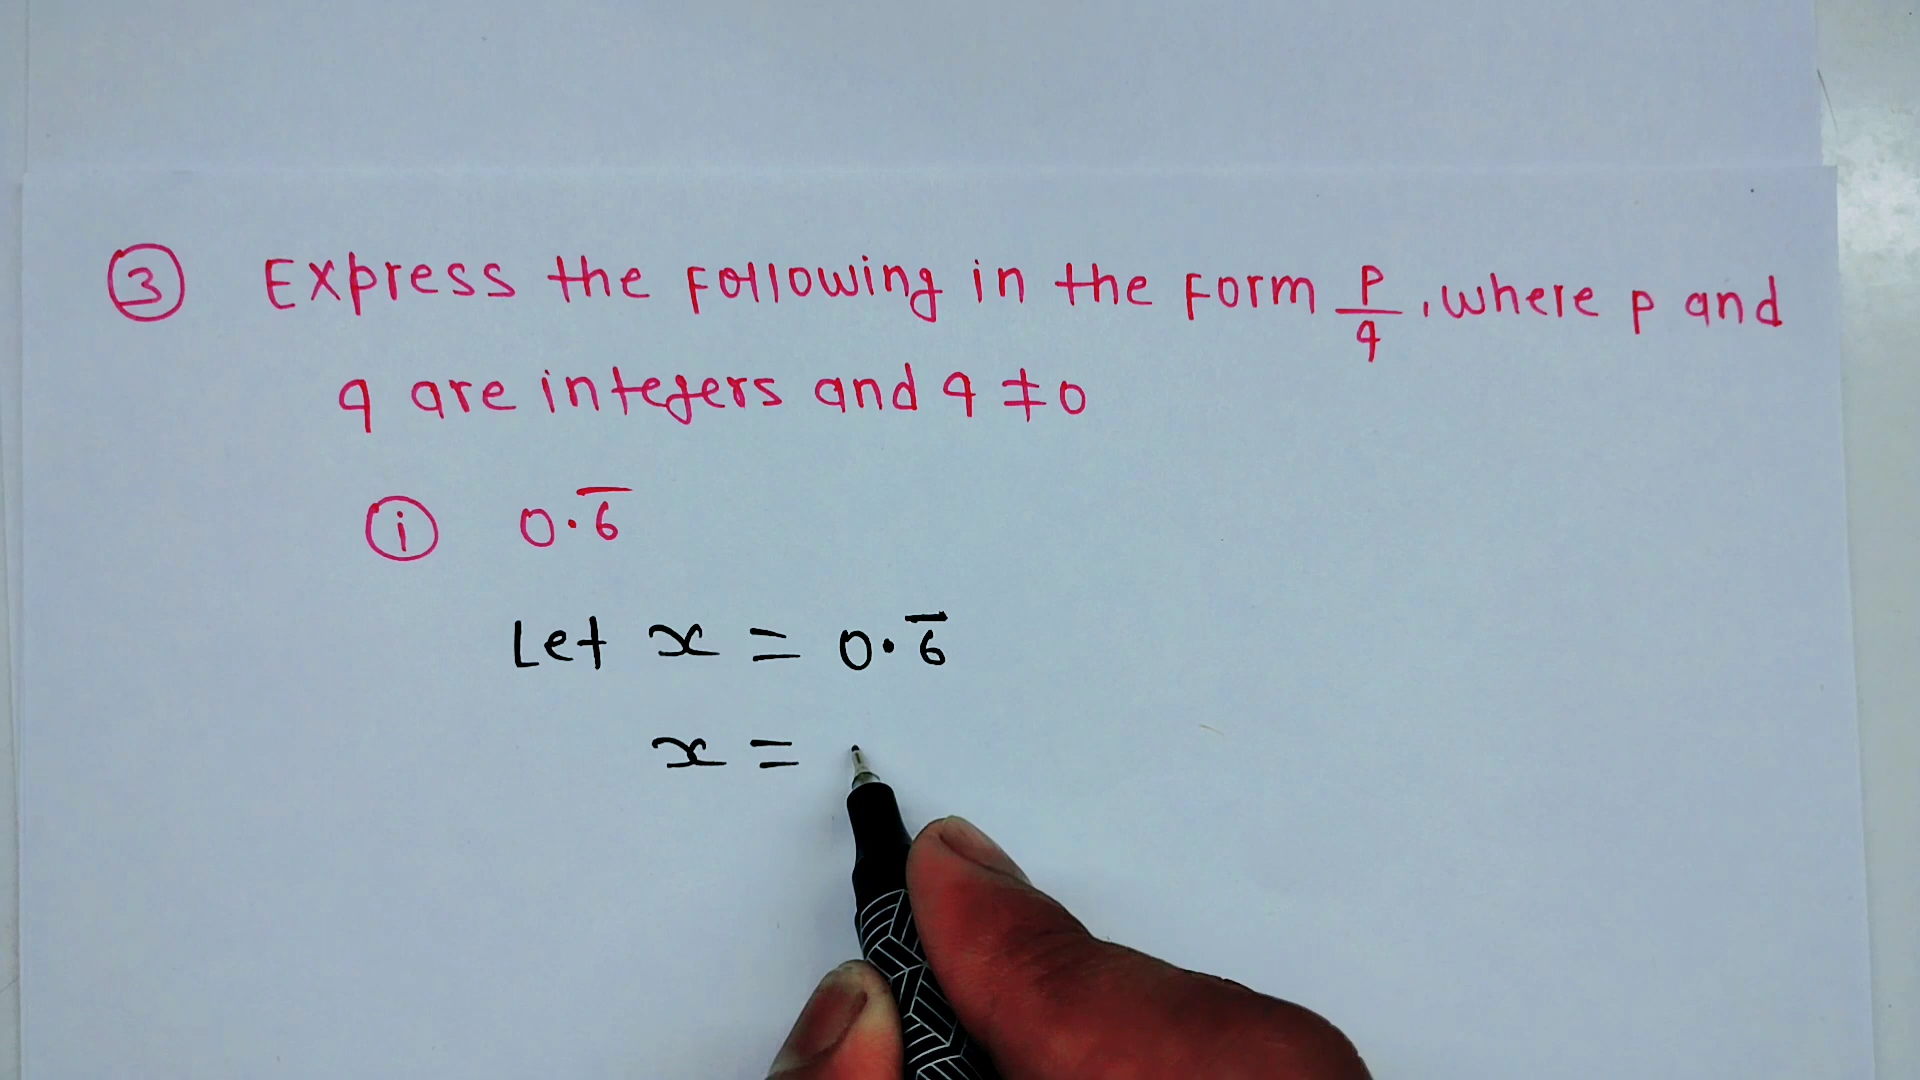 ③ Express the following in the form p/q, where p and
q are integers and q ≠ 0
ⓘ 0.6̅
Let x = 0.6̅
x =